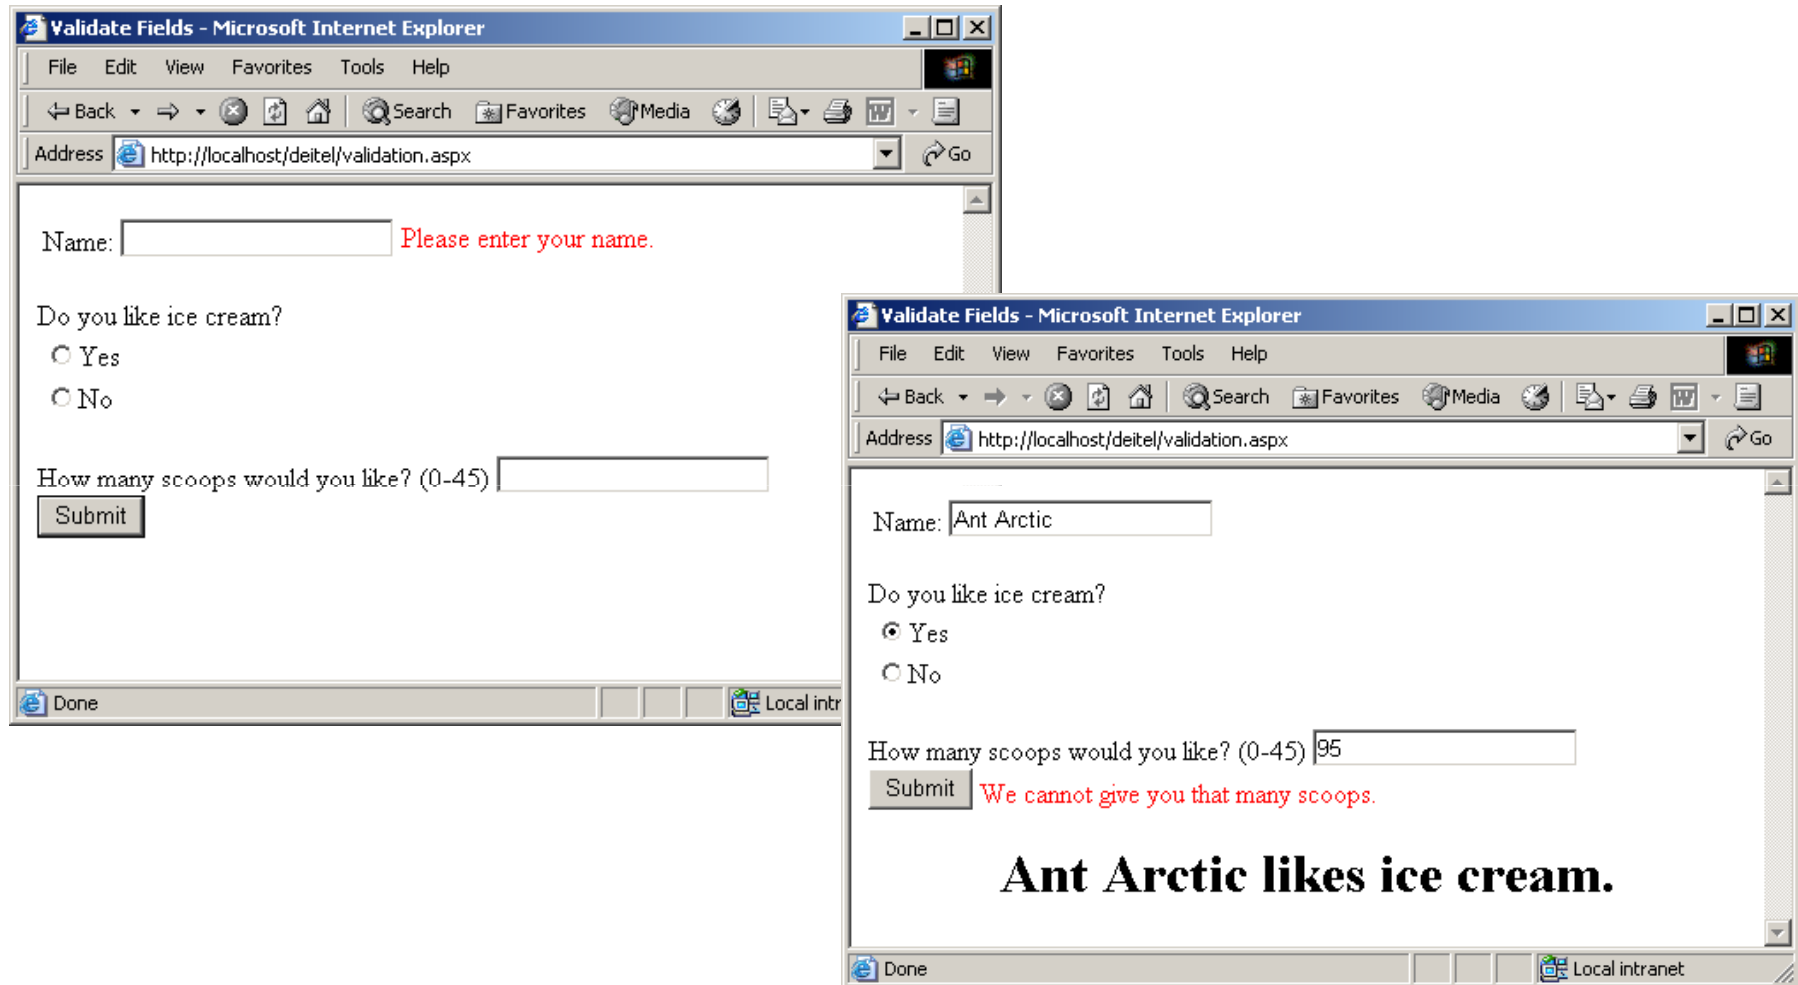 Validate Fields - Microsoft Internet Explorer
File Edit View Favorites Tools Help
Back Search Favorites Media
Address http://localhost/deitel/validation.aspx Go
Name: Please enter your name.
Do you like ice cream?
Yes
No
How many scoops would you like? (0-45)
Submit
Done Local intr
Validate Fields - Microsoft Internet Explorer
File Edit View Favorites Tools Help
Back Search Favorites Media
Address http://localhost/deitel/validation.aspx Go
Name: Ant Arctic
Do you like ice cream?
Yes
No
How many scoops would you like? (0-45) 95
Submit We cannot give you that many scoops.
Ant Arctic likes ice cream.
Done Local intranet